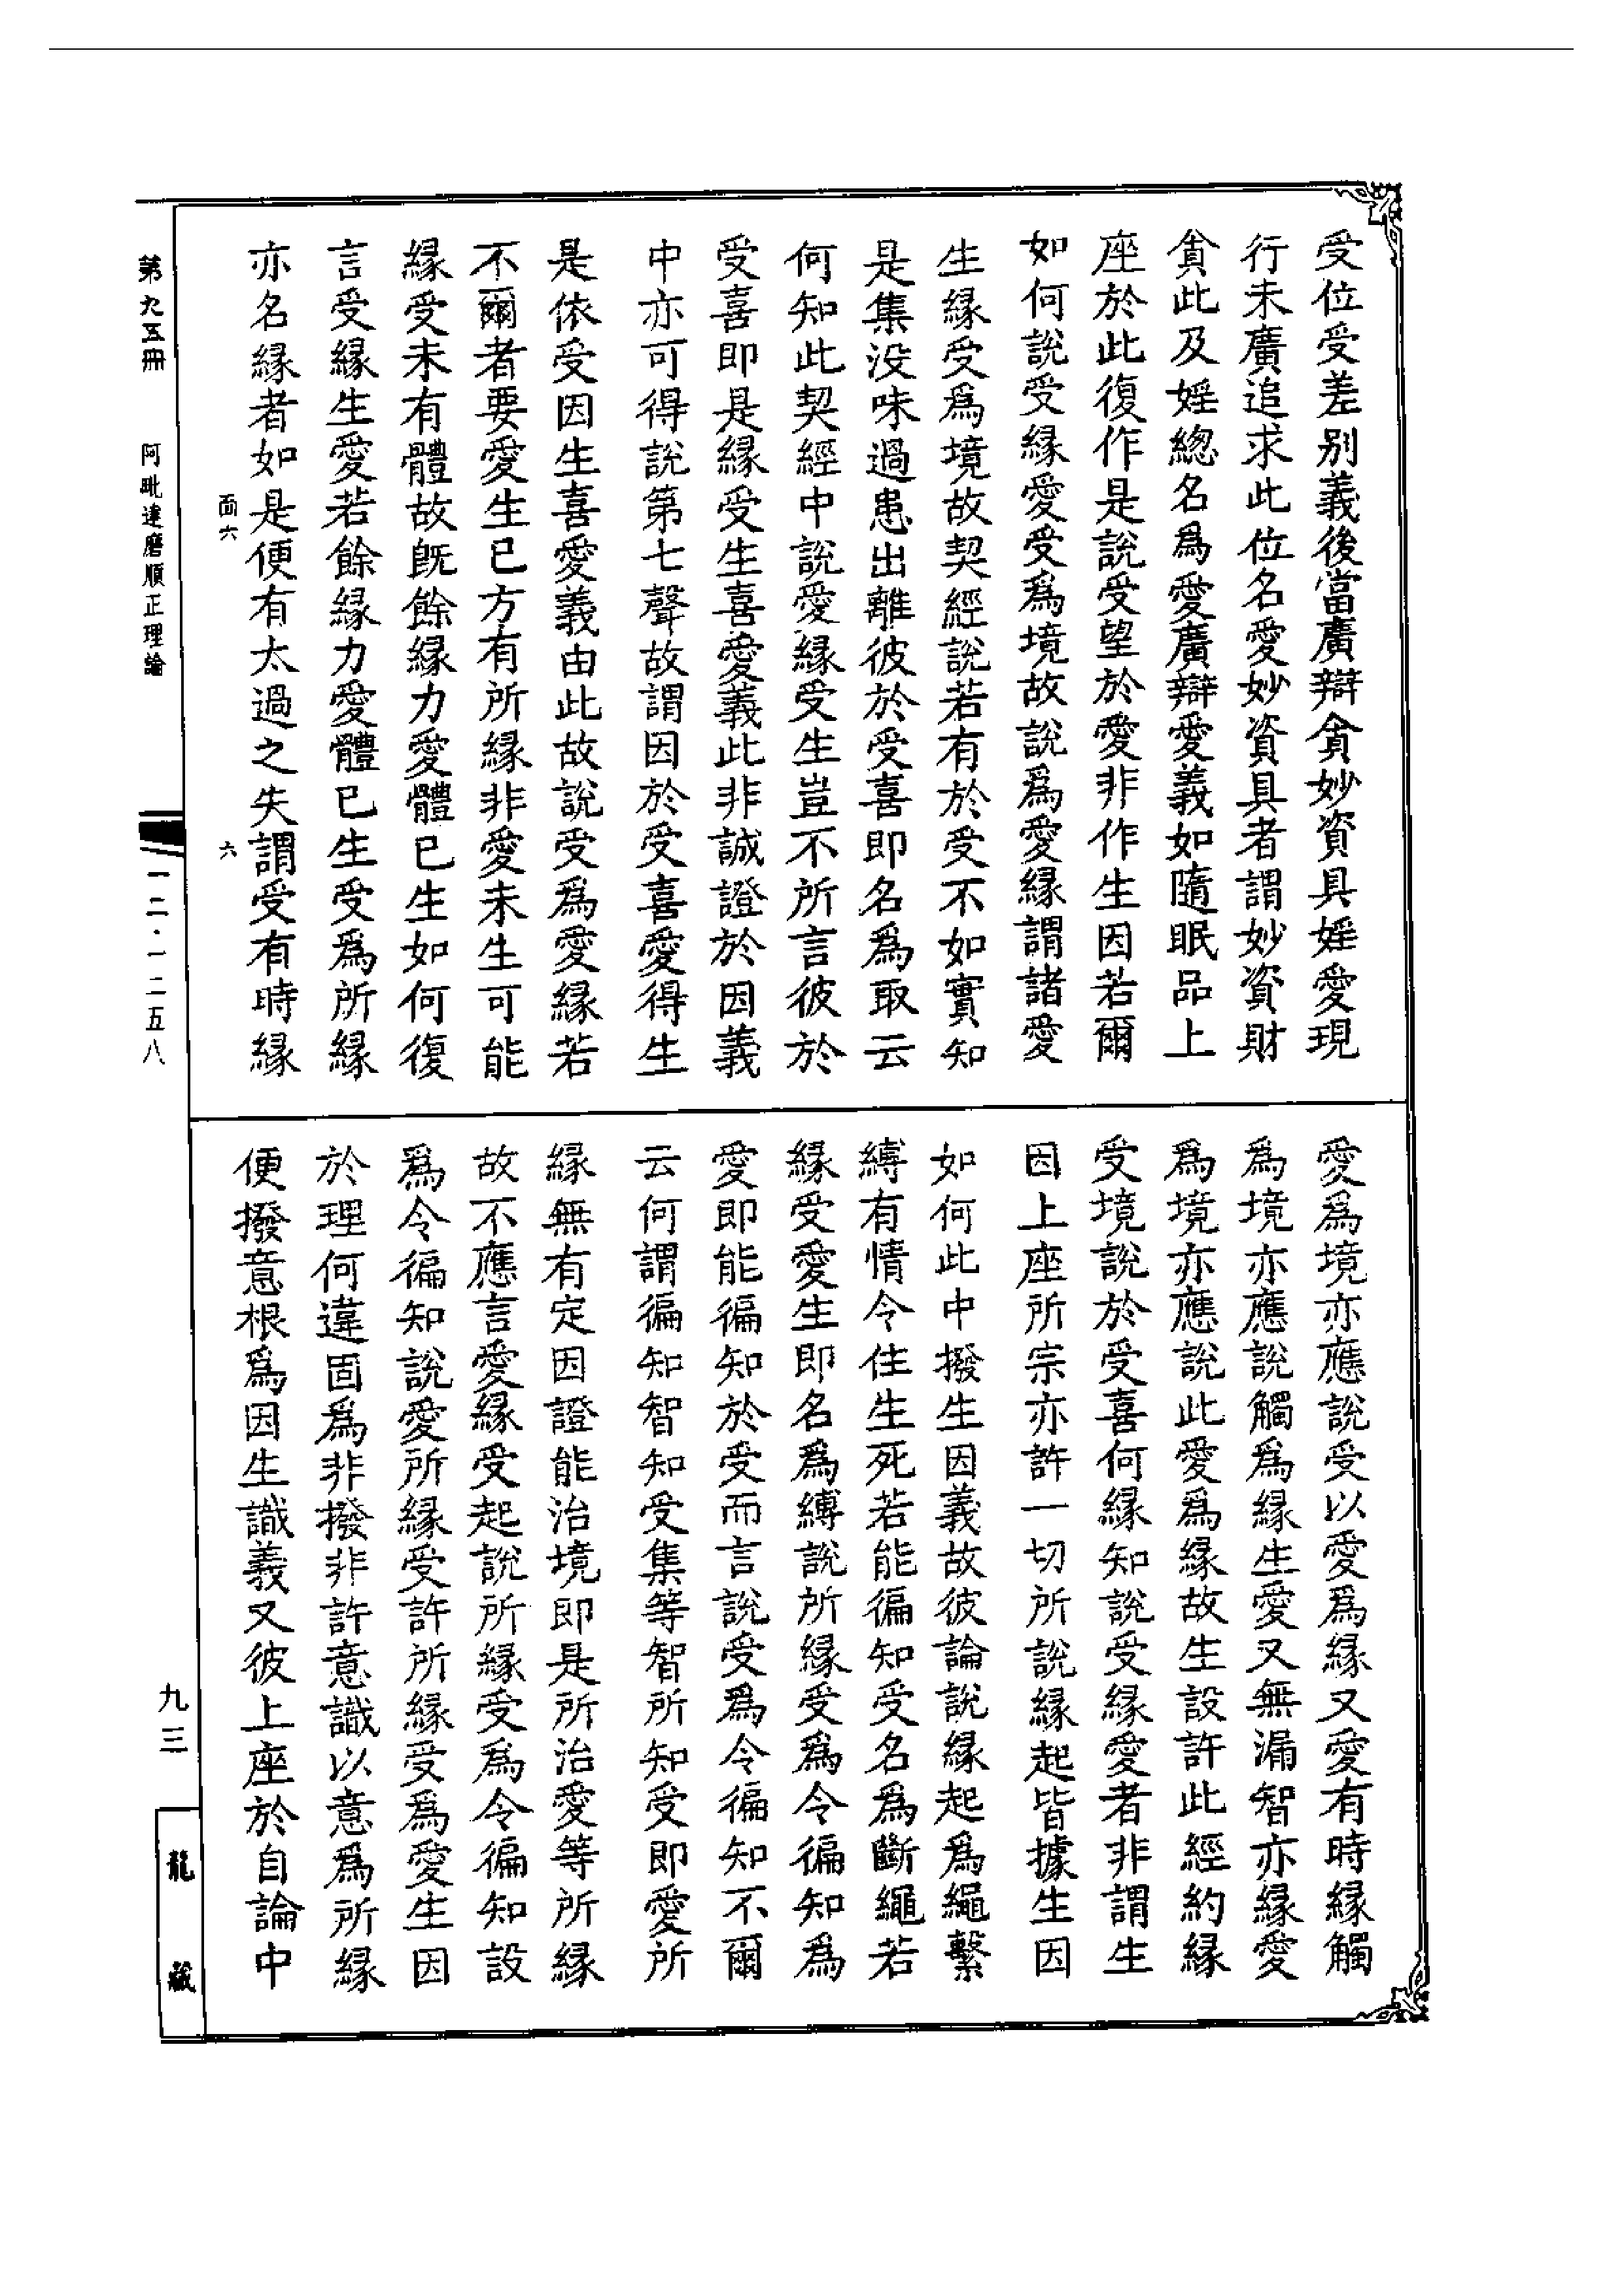 受位受差别義後當廣辯貪妙資具婬愛現
行未廣追求此位名愛妙資具者謂妙資財
貪此及婬總名爲愛廣辯愛義如隨眠品上
座於此復作是說受望於愛非作生因若爾
如何說受緣愛受爲境故說爲愛緣謂諸愛
生緣受爲境故契經說若有於受不如實知
是集没味過患出離彼於受喜即名爲取云
何知此契經中說愛緣受生豈不所言彼於
受喜即是緣受生喜愛義此非誠證於因義
中亦可得說第七聲故謂因於受喜愛得生
是依受因生喜愛義由此故說受爲愛緣若
不爾者要愛生已方有所緣非愛未生可能
緣受未有體故旣餘緣力愛體已生如何復
言受緣生愛若餘緣力愛體已生受爲所緣
亦名緣者如是便有太過之失謂受有時緣
愛爲境亦應說受以愛爲緣又愛有時緣觸
爲境亦應說觸爲緣生愛又無漏智亦緣愛
爲境亦應說此愛爲緣故生設許此經約緣
受境說於受喜何緣知說受緣愛者非謂生
因上座所宗亦許一切所說緣起皆據生因
如何此中撥生因義故彼論說緣起爲繩繫
縛有情令住生死若能徧知受名爲斷繩若
緣受愛生即名爲縛說所緣受爲令徧知爲
愛即能徧知於受而言說受爲令徧知不爾
云何謂徧知智知受集等智所知受即愛所
緣無有定因證能治境即是所治愛等所緣
故不應言愛緣受起說所緣受爲令徧知設
爲令徧知說愛所緣受許所緣受爲愛生因
於理何違固爲非撥非許意識以意爲所緣
便撥意根爲因生識義又彼上座於自論中
面六
六
第九五冊
阿毗達磨順正理論
一二·一二五八
九三
龍藏